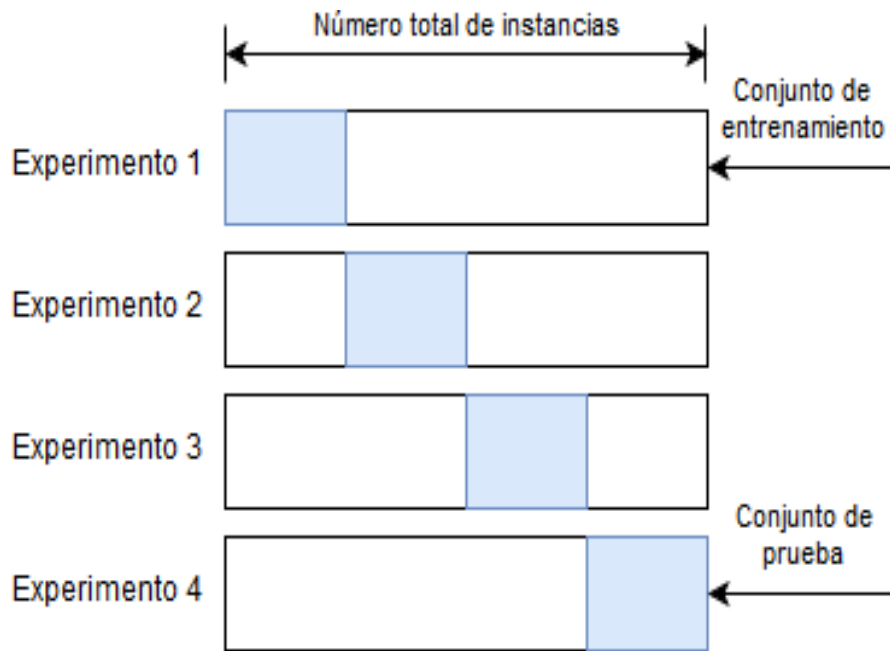 Número total de instancias
Conjunto de
entrenamiento
Experimento 1
Experimento 2
Experimento 3
Conjunto de
prueba
Experimento 4